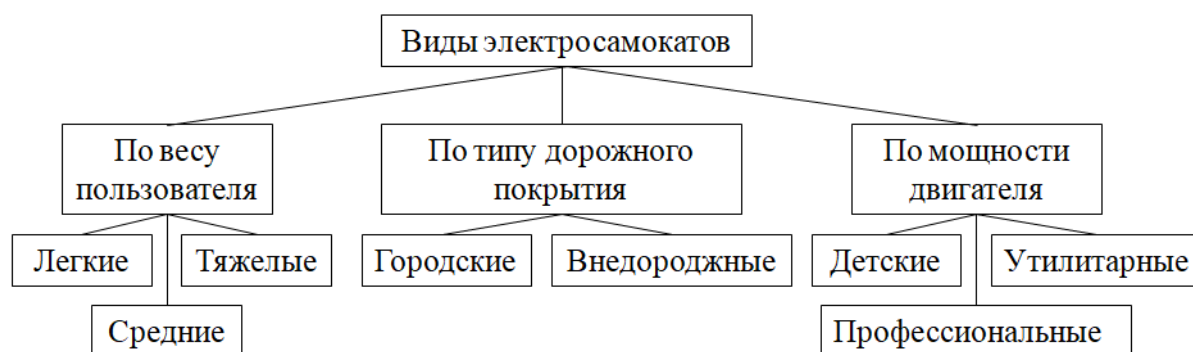 Виды электросамокатов
По весу
пользователя
По типу дорожного
покрытия
По мощности
двигателя
Легкие
Тяжелые
Городские
Внедороджные
Детские
Утилитарные
Средние
Профессиональные